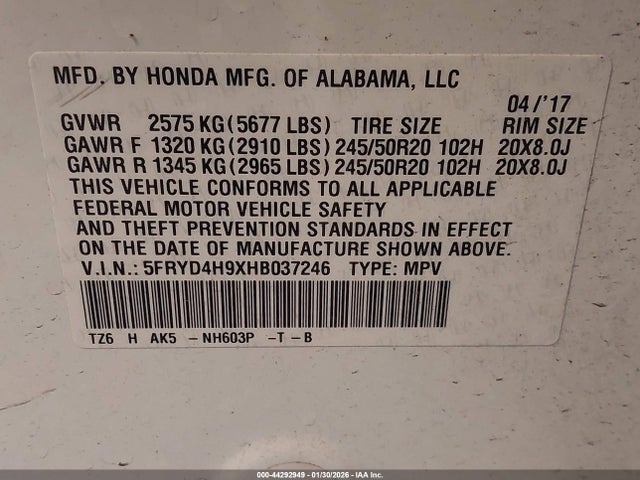 MFD. BY HONDA MFG. OF ALABAMA, LLC
04/'17
GVWR 2575 KG(5677 LBS) TIRE SIZE RIM SIZE
GAWR F 1320 KG(2910 LBS)245/50R20 102H 20X8.0J
GAWR R 1345 KG(2965 LBS)245/50R20 102H 20X8.0J
THIS VEHICLE CONFORMS TO ALL APPLICABLE
FEDERAL MOTOR VEHICLE SAFETY
AND THEFT PREVENTION STANDARDS IN EFFECT
ON THE DATE OF MANUFACTURE SHOWN ABOVE.
V.I.N.: 5FRYD4H9XHB037246 TYPE: MPV
TZ6 H AK5 -NH603P -T-B
000-44292949 - 01/30/2026 - IAA Inc.